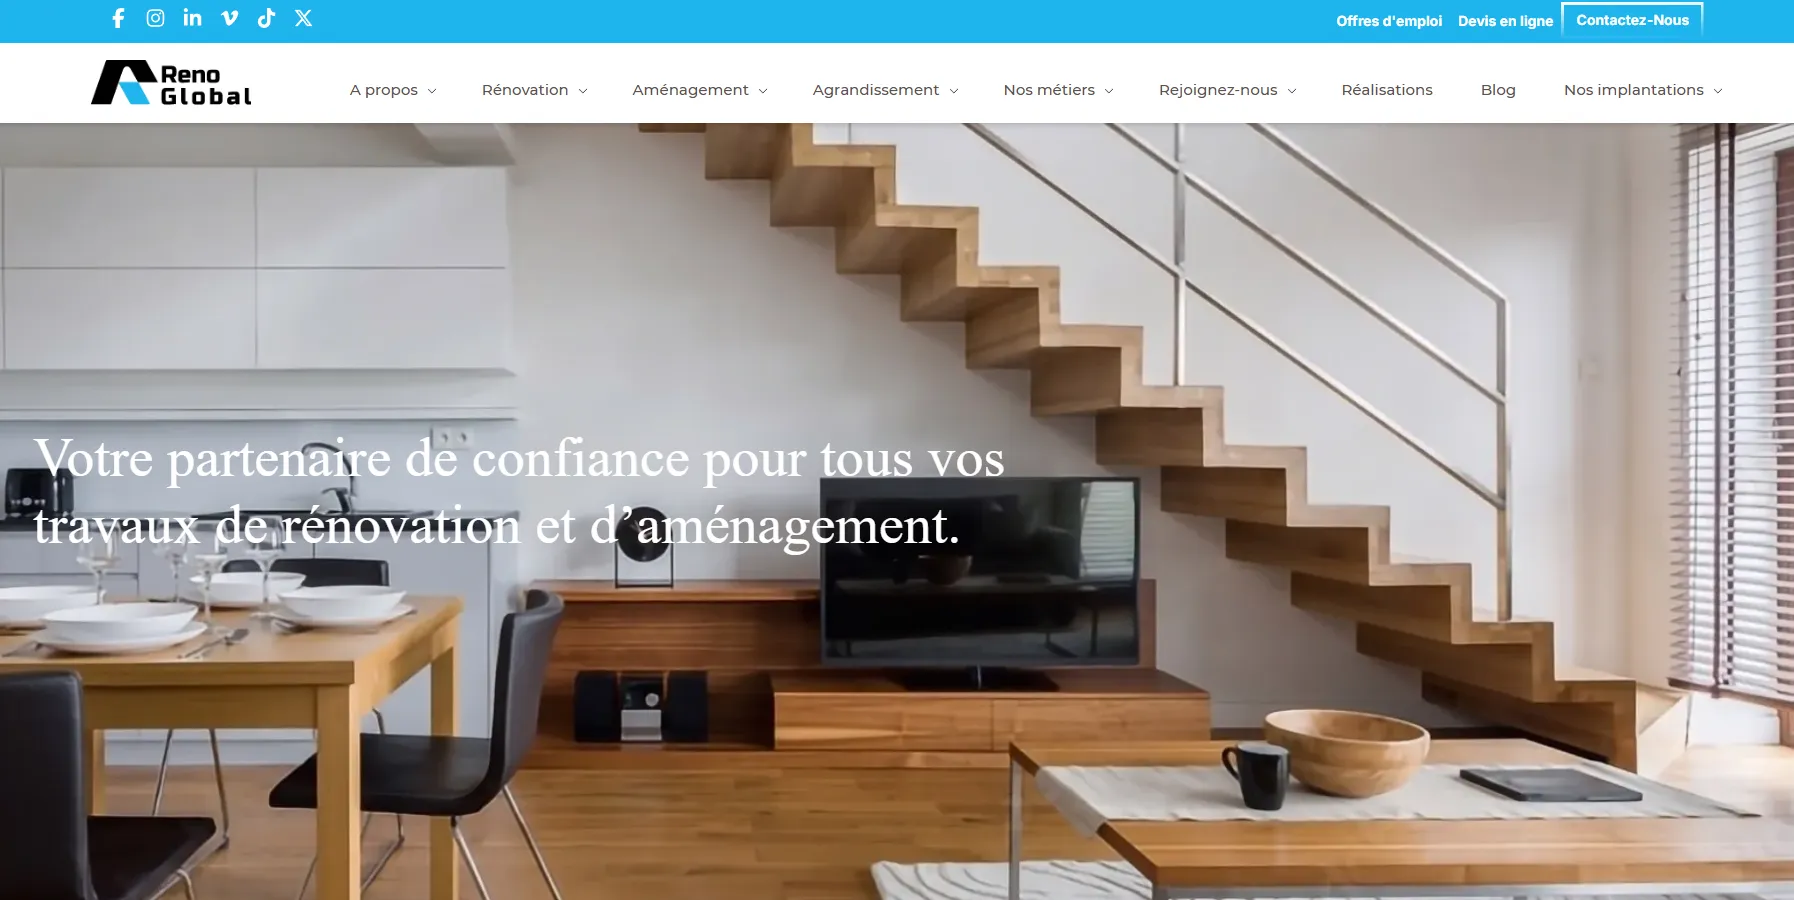 Offres d'emploi Devis en ligne Contactez-Nous
Reno
Global
A propos Rénovation Aménagement Agrandissement Nos métiers Rejoignez-nous Réalisations Blog Nos implantations
Votre partenaire de confiance pour tous vos
travaux de rénovation et d’aménagement.